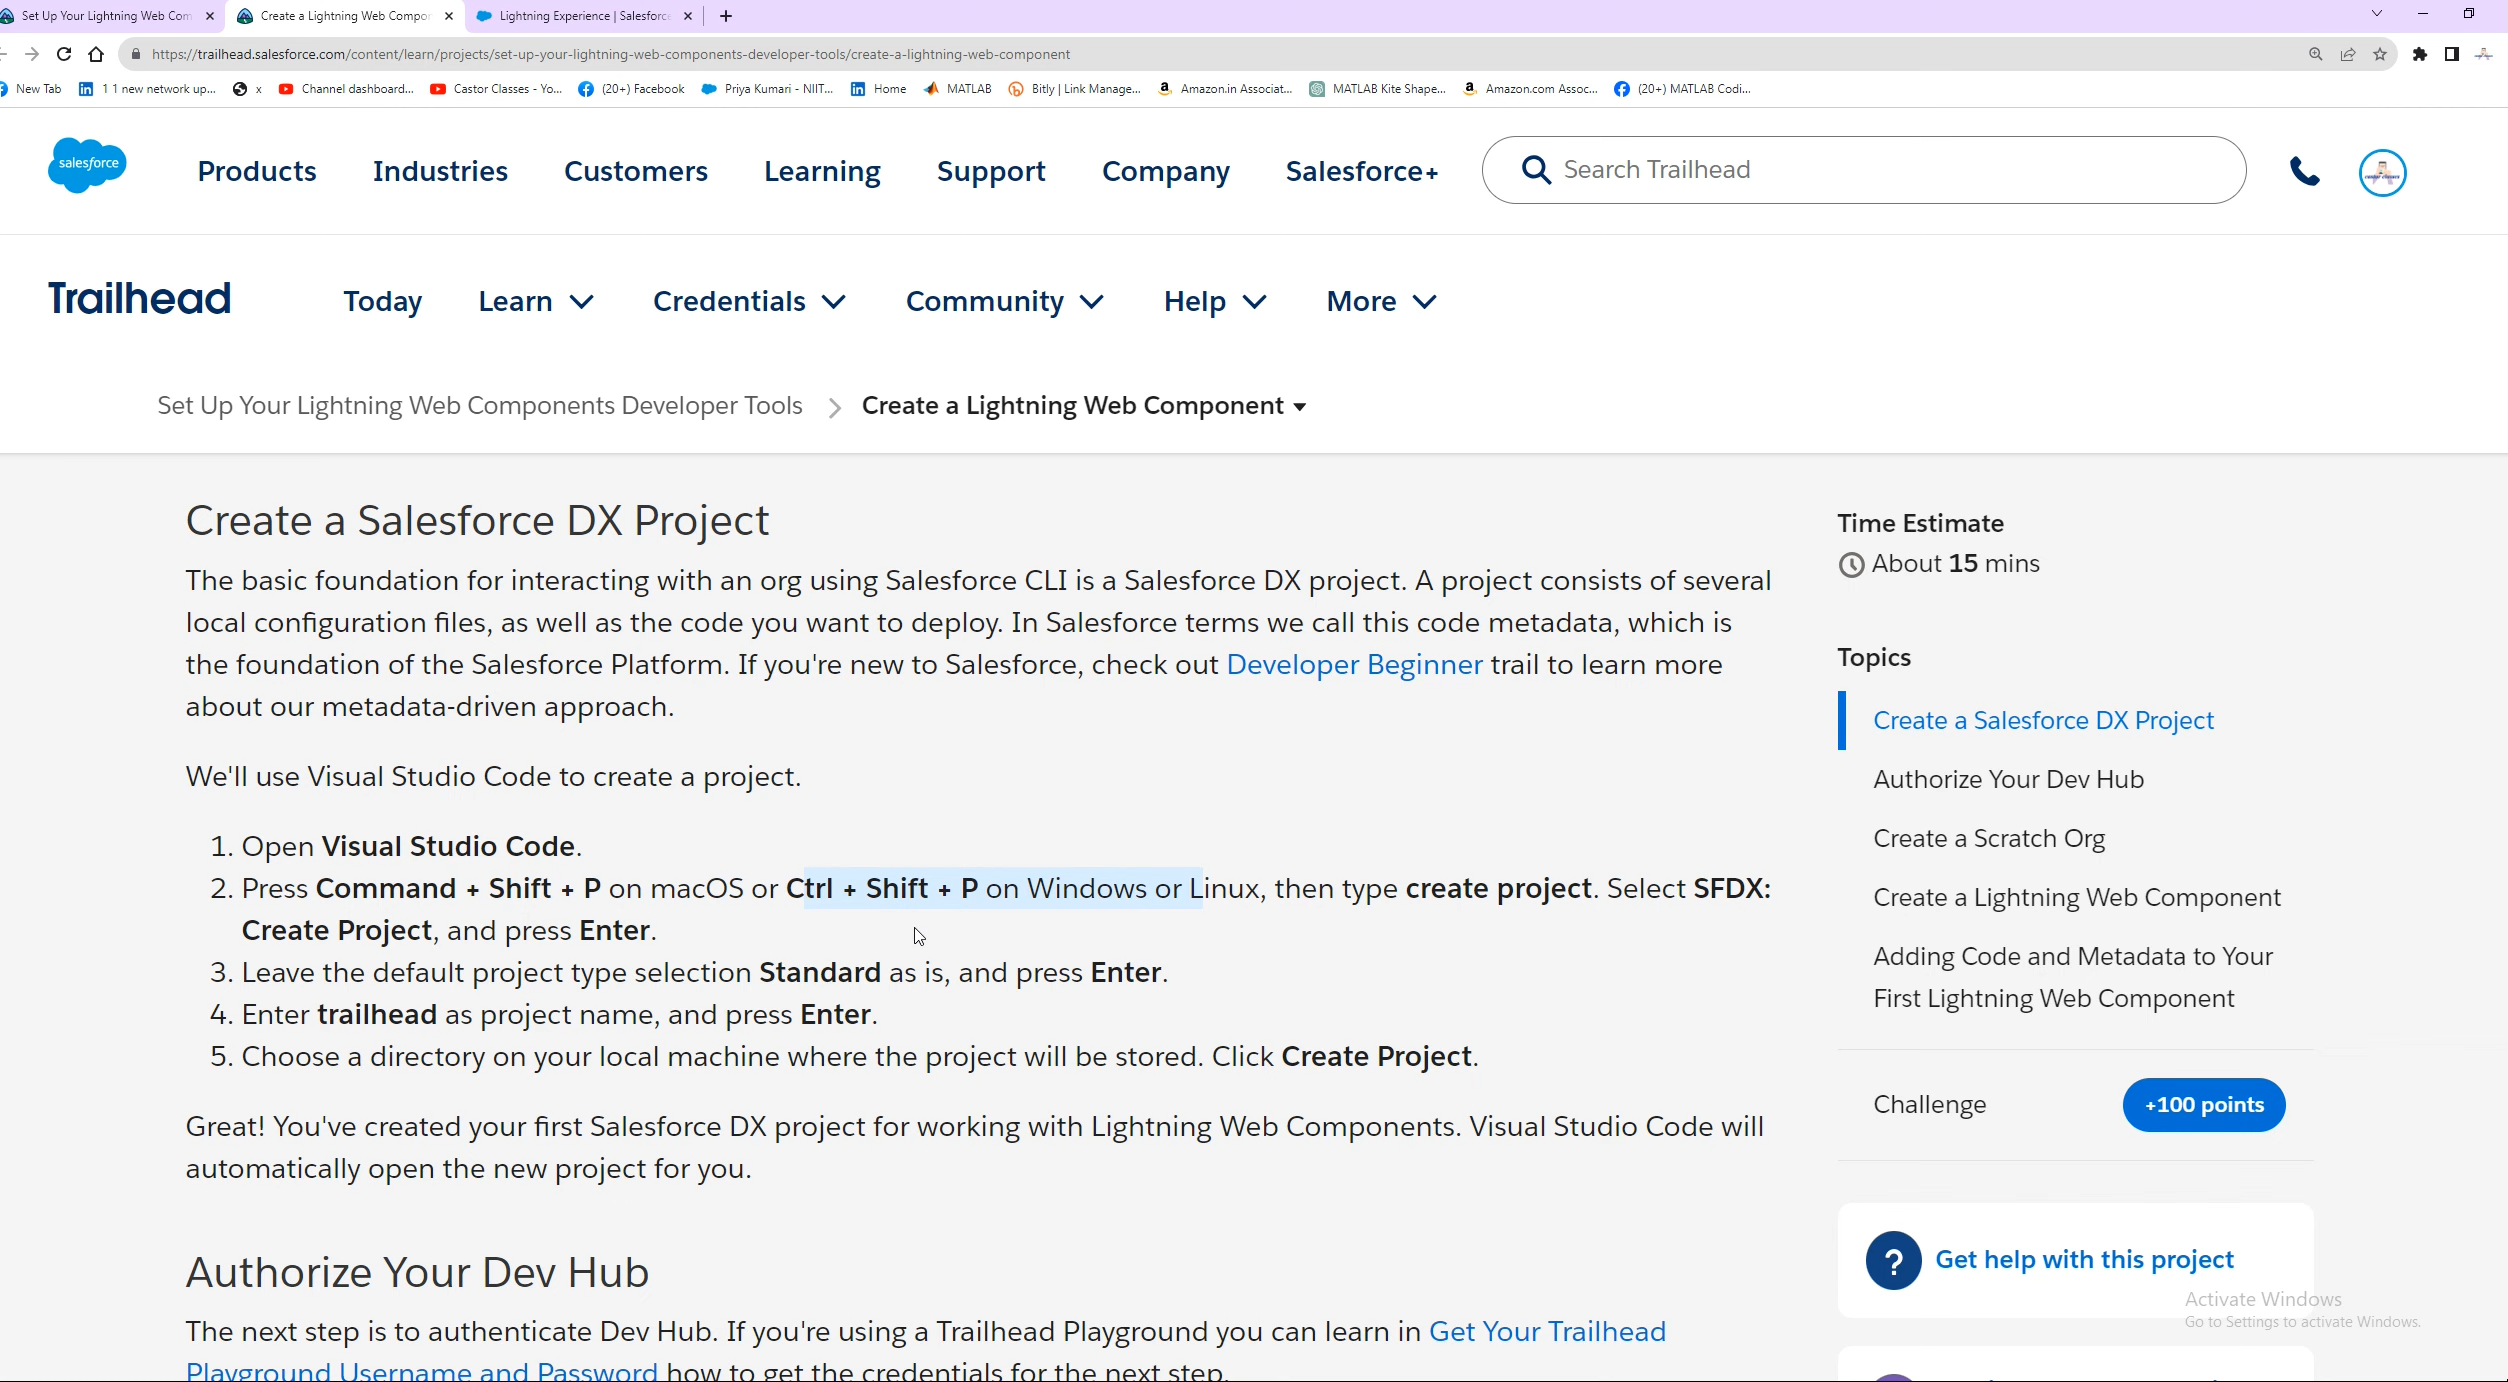 Set Up Your Lightning Web Com
Create a Lightning Web Compor
Lightning Experience | Salesforce
https://trailhead.salesforce.com/content/learn/projects/set-up-your-lightning-web-components-developer-tools/create-a-lightning-web-component
New Tab
1 1 new network up...
x
Channel dashboard...
Castor Classes - Yo...
(20+) Facebook
Priya Kumari - NIIT...
Home
MATLAB
Bitly | Link Manage...
Amazon.in Associat...
MATLAB Kite Shape...
Amazon.com Assoc...
(20+) MATLAB Codi...
salesforce
Products
Industries
Customers
Learning
Support
Company
Salesforce+
Search Trailhead
Trailhead
Today
Learn
Credentials
Community
Help
More
Set Up Your Lightning Web Components Developer Tools
Create a Lightning Web Component
Create a Salesforce DX Project
The basic foundation for interacting with an org using Salesforce CLI is a Salesforce DX project. A project consists of several
local configuration files, as well as the code you want to deploy. In Salesforce terms we call this code metadata, which is
the foundation of the Salesforce Platform. If you're new to Salesforce, check out Developer Beginner trail to learn more
about our metadata-driven approach.
We'll use Visual Studio Code to create a project.
1. Open Visual Studio Code.
2. Press Command + Shift + P on macOS or Ctrl + Shift + P on Windows or Linux, then type create project. Select SFDX:
Create Project, and press Enter.
3. Leave the default project type selection Standard as is, and press Enter.
4. Enter trailhead as project name, and press Enter.
5. Choose a directory on your local machine where the project will be stored. Click Create Project.
Great! You've created your first Salesforce DX project for working with Lightning Web Components. Visual Studio Code will
automatically open the new project for you.
Authorize Your Dev Hub
The next step is to authenticate Dev Hub. If you're using a Trailhead Playground you can learn in Get Your Trailhead
Playground Username and Password how to get the credentials for the next step.
Time Estimate
About 15 mins
Topics
Create a Salesforce DX Project
Authorize Your Dev Hub
Create a Scratch Org
Create a Lightning Web Component
Adding Code and Metadata to Your
First Lightning Web Component
Challenge
+100 points
? Get help with this project
Activate Windows
Go to Settings to activate Windows.